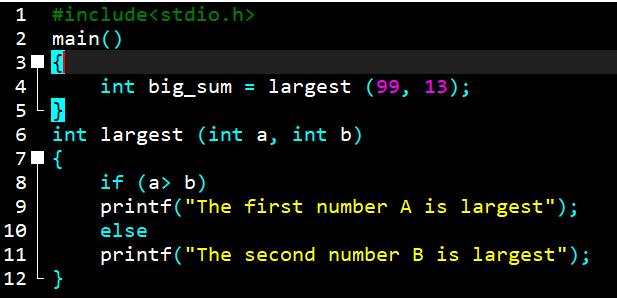 1 #include<stdio.h>
2 main()
3 {
4     int big_sum = largest (99, 13);
5 }
6 int largest (int a, int b)
7 {
8     if (a> b)
9     printf("The first number A is largest");
10     else
11     printf("The second number B is largest");
12 }